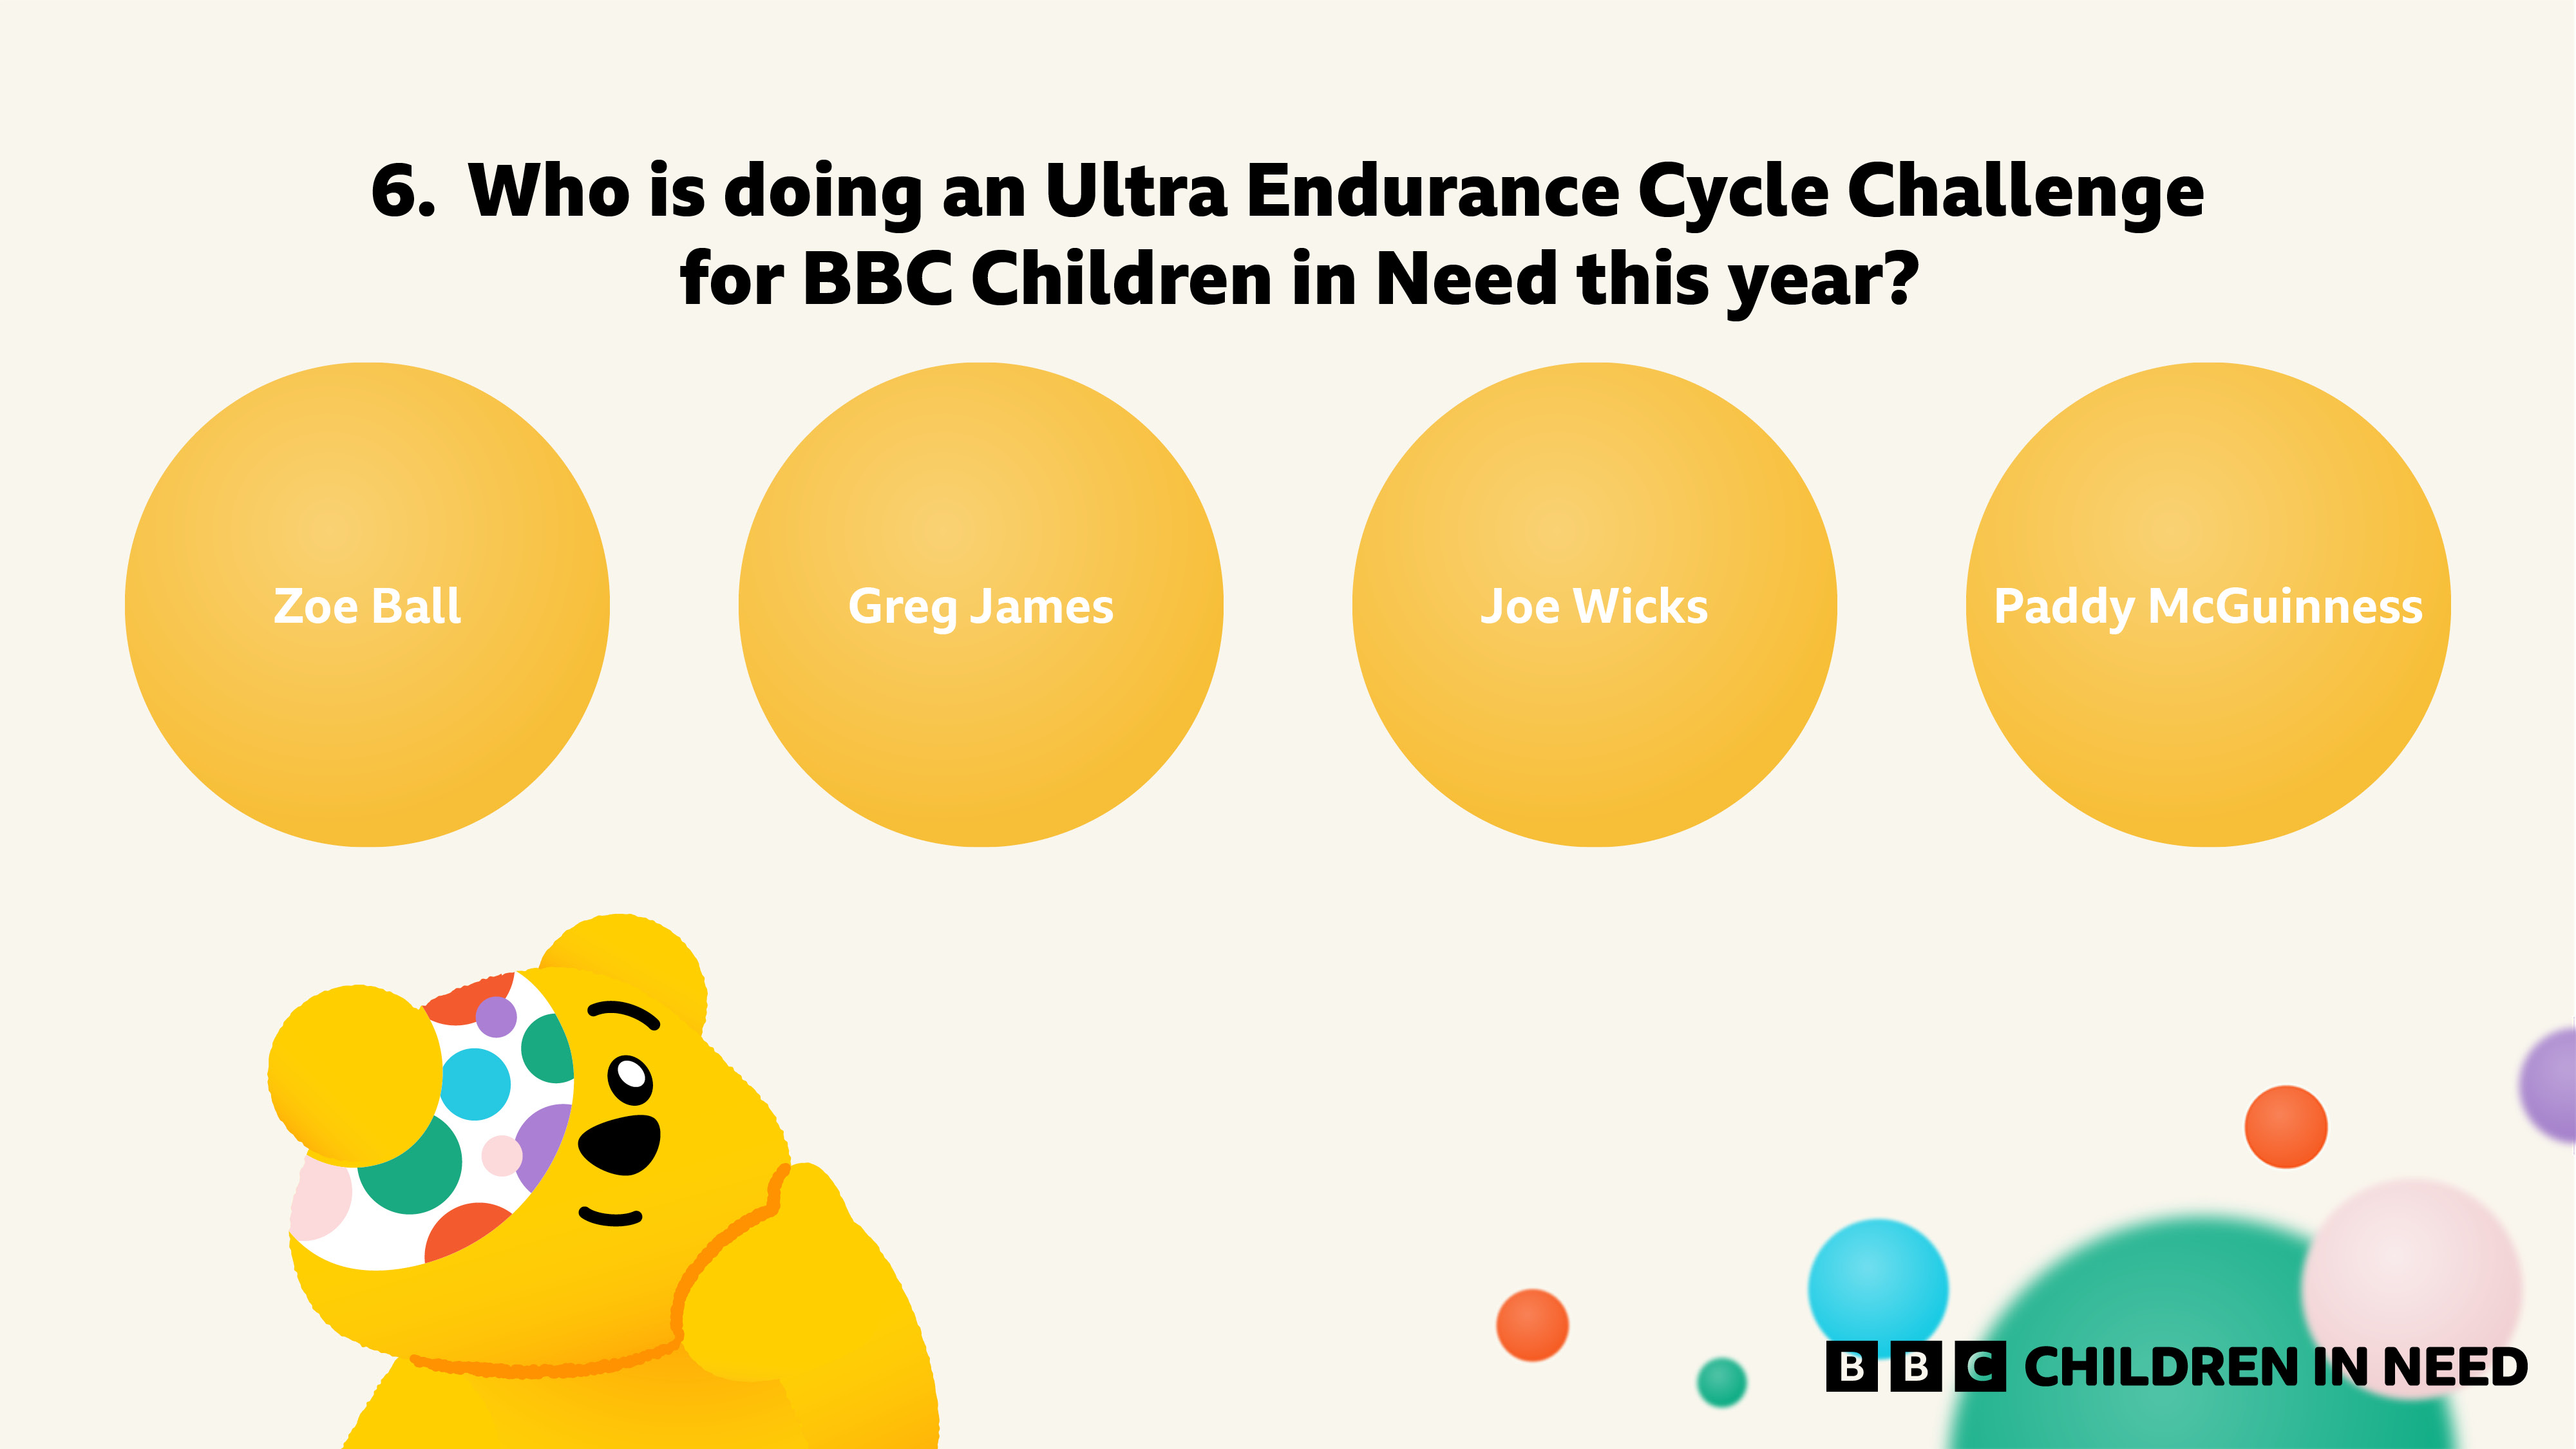 6. Who is doing an Ultra Endurance Cycle Challenge
for BBC Children in Need this year?
Zoe Ball
Greg James
Joe Wicks
Paddy McGuinness
BBC CHILDREN IN NEED